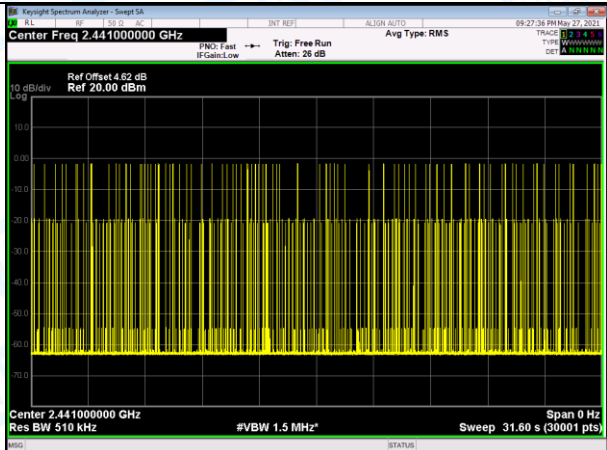 Keysight Spectrum Analyzer - Swept SA
RL RF 50 Ω AC INT REF ALIGN AUTO 09:27:36 PM May 27, 2021
Center Freq 2.441000000 GHz
PNO: Fast
IFGain:Low
Trig: Free Run
Atten: 26 dB
Avg Type: RMS
TRACE 1 2 3 4 5 6
TYPE WWWWWW
DET A N N N N N
Ref Offset 4.62 dB
10 dB/div Ref 20.00 dBm
Log
10.0
0.00
-10.0
-20.0
-30.0
-40.0
-50.0
-60.0
-70.0
Center 2.441000000 GHz Span 0 Hz
Res BW 510 kHz #VBW 1.5 MHz* Sweep 31.60 s (30001 pts)
MSG STATUS